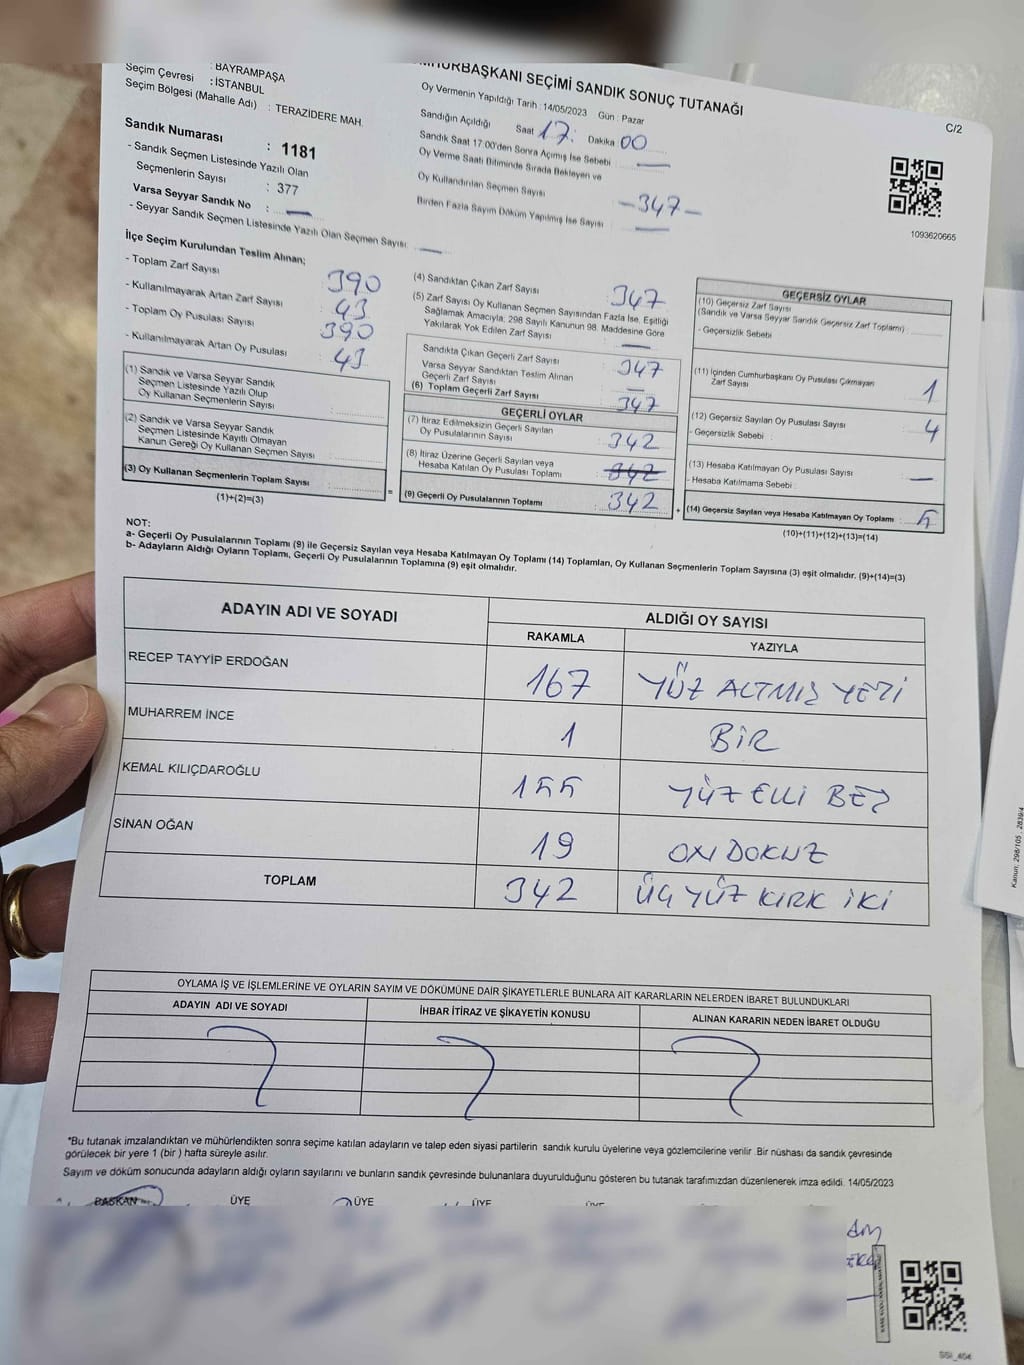 : BAYRAMPAŞA
Seçim Çevresi : İSTANBUL
Seçim Bölgesi (Mahalle Adı) : TERAZİDERE MAH.
Sandık Numarası : 1181
- Sandık Seçmen Listesinde Yazılı Olan
Seçmenlerin Sayısı : 377
Varsa Seyyar Sandık No : —
- Seyyar Sandık Seçmen Listesinde Yazılı Olan Seçmen Sayısı : —
CUMHURBAŞKANI SEÇİMİ SANDIK SONUÇ TUTANAĞI
Oy Vermenin Yapıldığı Tarih : 14/05/2023 Gün : Pazar
Sandığın Açıldığı Saat 17: Dakika 00
Sandık Saat 17.00'den Sonra Açımış İse Sebebi : —
Oy Verme Saati Bitiminde Sırada Bekleyen ve
Oy Kullandırılan Seçmen Sayısı : -347-
Birden Fazla Sayım Döküm Yapılmış İse Sayısı : —
C/2
1093620665
İlçe Seçim Kurulundan Teslim Alınan;
- Toplam Zarf Sayısı : 390
- Kullanılmayarak Artan Zarf Sayısı : 43
- Toplam Oy Pusulası Sayısı : 390
- Kullanılmayarak Artan Oy Pusulası : 43
(1) Sandık ve Varsa Seyyar Sandık
Seçmen Listesinde Yazılı Olup
Oy Kullanan Seçmenlerin Sayısı :
(2) Sandık ve Varsa Seyyar Sandık
Seçmen Listesinde Kayıtlı Olmayan
Kanun Gereği Oy Kullanan Seçmen Sayısı :
(3) Oy Kullanan Seçmenlerin Toplam Sayısı :
(1)+(2)=(3)
=
(4) Sandıktan Çıkan Zarf Sayısı : 347
(5) Zarf Sayısı Oy Kullanan Seçmen Sayısından Fazla İse, Eşitliği
Sağlamak Amacıyla; 298 Sayılı Kanunun 98. Maddesine Göre
Yakılarak Yok Edilen Zarf Sayısı : —
Sandıkta Çıkan Geçerli Zarf Sayısı : 347
Varsa Seyyar Sandıktan Teslim Alınan
Geçerli Zarf Sayısı : —
(6) Toplam Geçerli Zarf Sayısı : 347
GEÇERLİ OYLAR
(7) İtiraz Edilmeksizin Geçerli Sayılan
Oy Pusulalarının Sayısı : 342
(8) İtiraz Üzerine Geçerli Sayılan veya
Hesaba Katılan Oy Pusulası Toplamı : 342
(9) Geçerli Oy Pusulalarının Toplamı : 342
+
GEÇERSİZ OYLAR
(10) Geçersiz Zarf Sayısı
(Sandık ve Varsa Seyyar Sandık Geçersiz Zarf Toplamı) :
- Geçersizlik Sebebi :
(11) İçinden Cumhurbaşkanı Oy Pusulası Çıkmayan
Zarf Sayısı : 1
(12) Geçersiz Sayılan Oy Pusulası Sayısı : 4
- Geçersizlik Sebebi :
(13) Hesaba Katılmayan Oy Pusulası Sayısı : —
- Hesaba Katılmama Sebebi :
(14) Geçersiz Sayılan veya Hesaba Katılmayan Oy Toplamı : 5
(10)+(11)+(12)+(13)=(14)
NOT:
a- Geçerli Oy Pusulalarının Toplamı (9) ile Geçersiz Sayılan veya Hesaba Katılmayan Oy Toplamı (14) Toplamları, Oy Kullanan Seçmenlerin Toplam Sayısına (3) eşit olmalıdır. (9)+(14)=(3)
b- Adayların Aldığı Oyların Toplamı, Geçerli Oy Pusulalarının Toplamına (9) eşit olmalıdır.
ADAYIN ADI VE SOYADI ALDIĞI OY SAYISI
RAKAMLA YAZIYLA
RECEP TAYYİP ERDOĞAN 167 YÜZ ALTMIŞ YEDİ
MUHARREM İNCE 1 BİR
KEMAL KILIÇDAROĞLU 155 YÜZ ELLİ BEŞ
SİNAN OĞAN 19 ON DOKUZ
TOPLAM 342 ÜÇ YÜZ KIRK İKİ
OYLAMA İŞ VE İŞLEMLERİNE VE OYLARIN SAYIM VE DÖKÜMÜNE DAİR ŞİKAYETLERLE BUNLARA AİT KARARLARIN NELERDEN İBARET BULUNDUKLARI
ADAYIN ADI VE SOYADI İHBAR İTİRAZ VE ŞİKAYETİN KONUSU ALINAN KARARIN NEDEN İBARET OLDUĞU
*Bu tutanak imzalandıktan ve mühürlendikten sonra seçime katılan adayların ve talep eden siyasi partilerin sandık kurulu üyelerine veya gözlemcilerine verilir. Bir nüshası da sandık çevresinde
görülecek bir yere 1 (bir ) hafta süreyle asılır.
Sayım ve döküm sonucunda adayların aldığı oyların sayılarını ve bunların sandık çevresinde bulunanlara duyurulduğunu gösteren bu tutanak tarafımızdan düzenlenerek imza edildi. 14/05/2023
BAŞKAN ÜYE ÜYE ÜYE ÜYE
Kanun: 298/105 2839/4